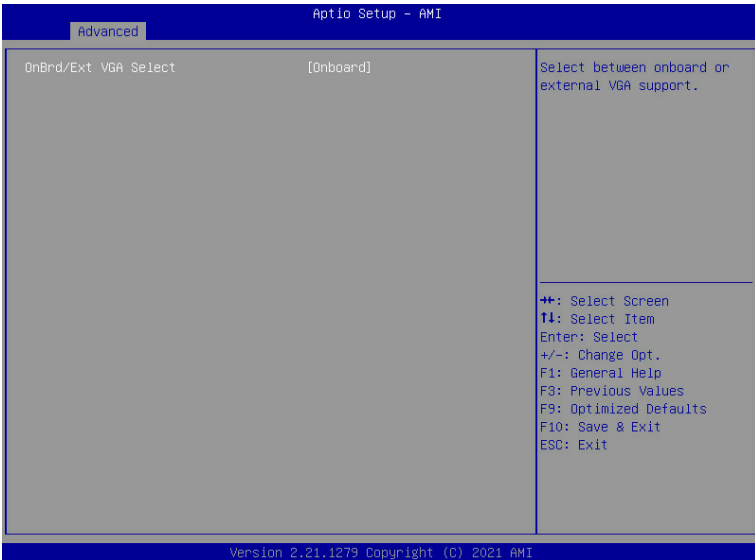 Aptio Setup – AMI
Advanced
OnBrd/Ext VGA Select [Onboard]
Select between onboard or
external VGA support.
→←: Select Screen
↑↓: Select Item
Enter: Select
+/-: Change Opt.
F1: General Help
F3: Previous Values
F9: Optimized Defaults
F10: Save & Exit
ESC: Exit
Version 2.21.1279 Copyright (C) 2021 AMI